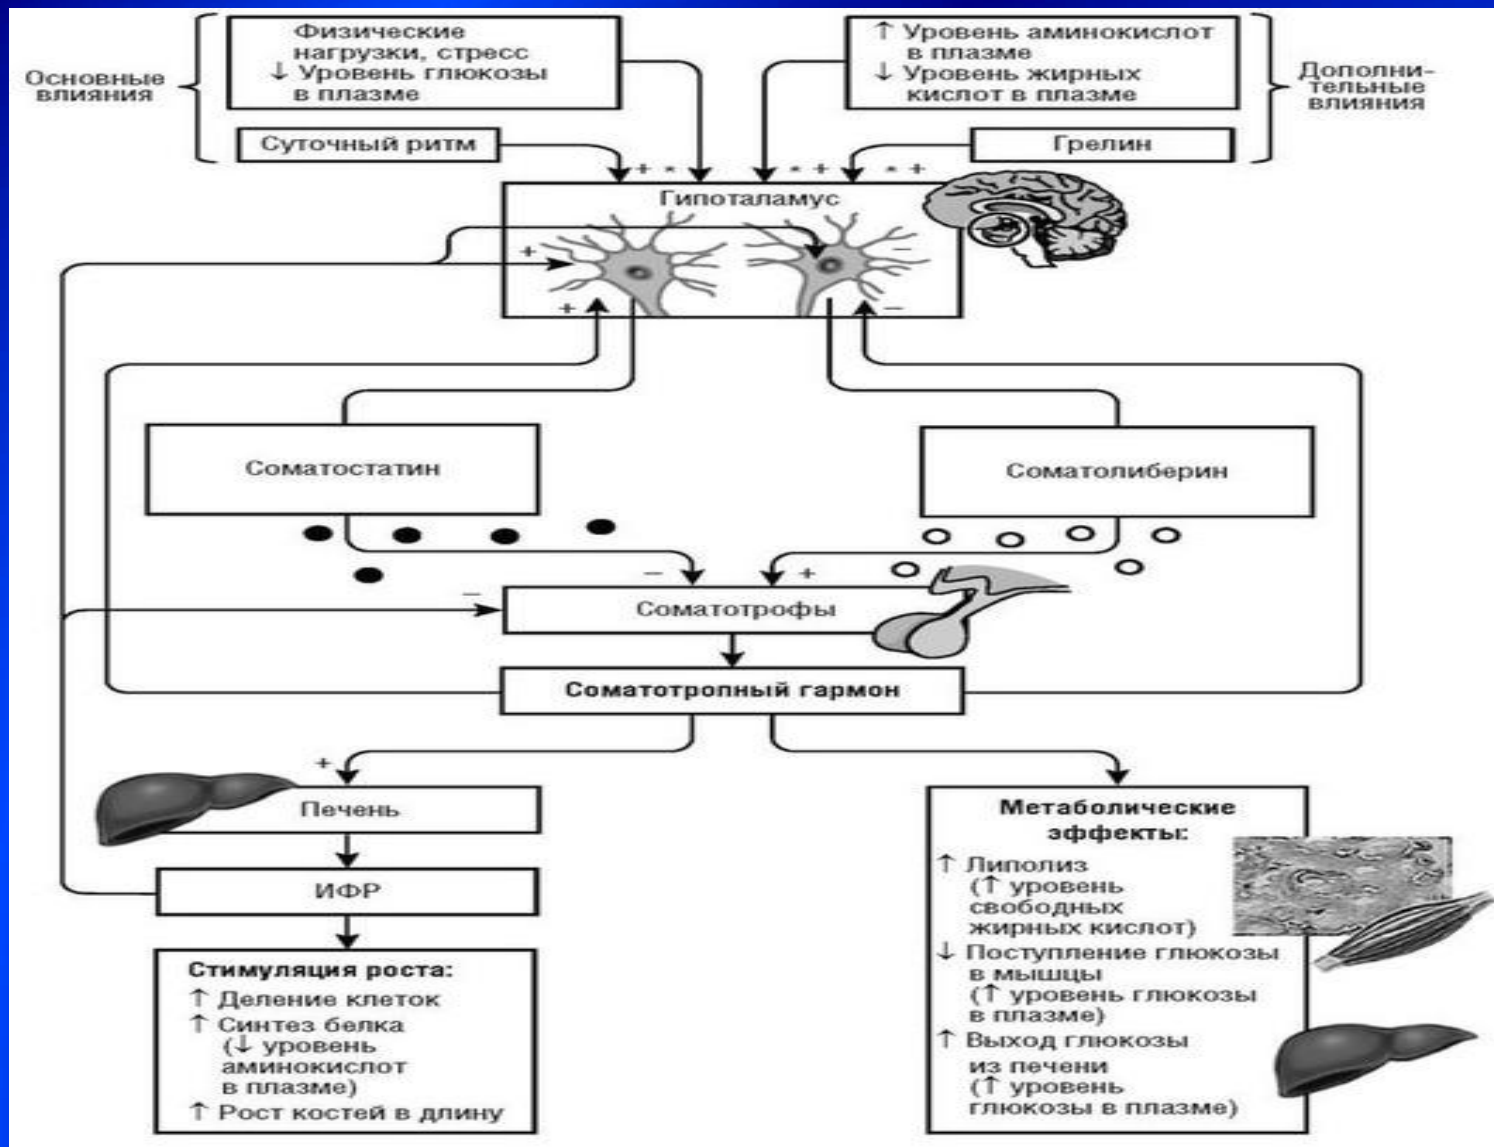 Основные
влияния
Физические
нагрузки, стресс
↓ Уровень глюкозы
в плазме
Суточный ритм
↑ Уровень аминокислот
в плазме
↓ Уровень жирных
кислот в плазме
Грелин
Дополни-
тельные
влияния
+ * * + * +
Гипоталамус
+ −
+ −
Соматостатин
Соматолиберин
− +
−
Соматотрофы
Соматотропный гармон
+
Печень
ИФР
Стимуляция роста:
↑ Деление клеток
↑ Синтез белка
(↓ уровень
аминокислот
в плазме)
↑ Рост костей в длину
Метаболические
эффекты:
↑ Липолиз
(↑ уровень
свободных
жирных кислот)
↓ Поступление глюкозы
в мышцы
(↑ уровень глюкозы
в плазме)
↑ Выход глюкозы
из печени
(↑ уровень
глюкозы в плазме)